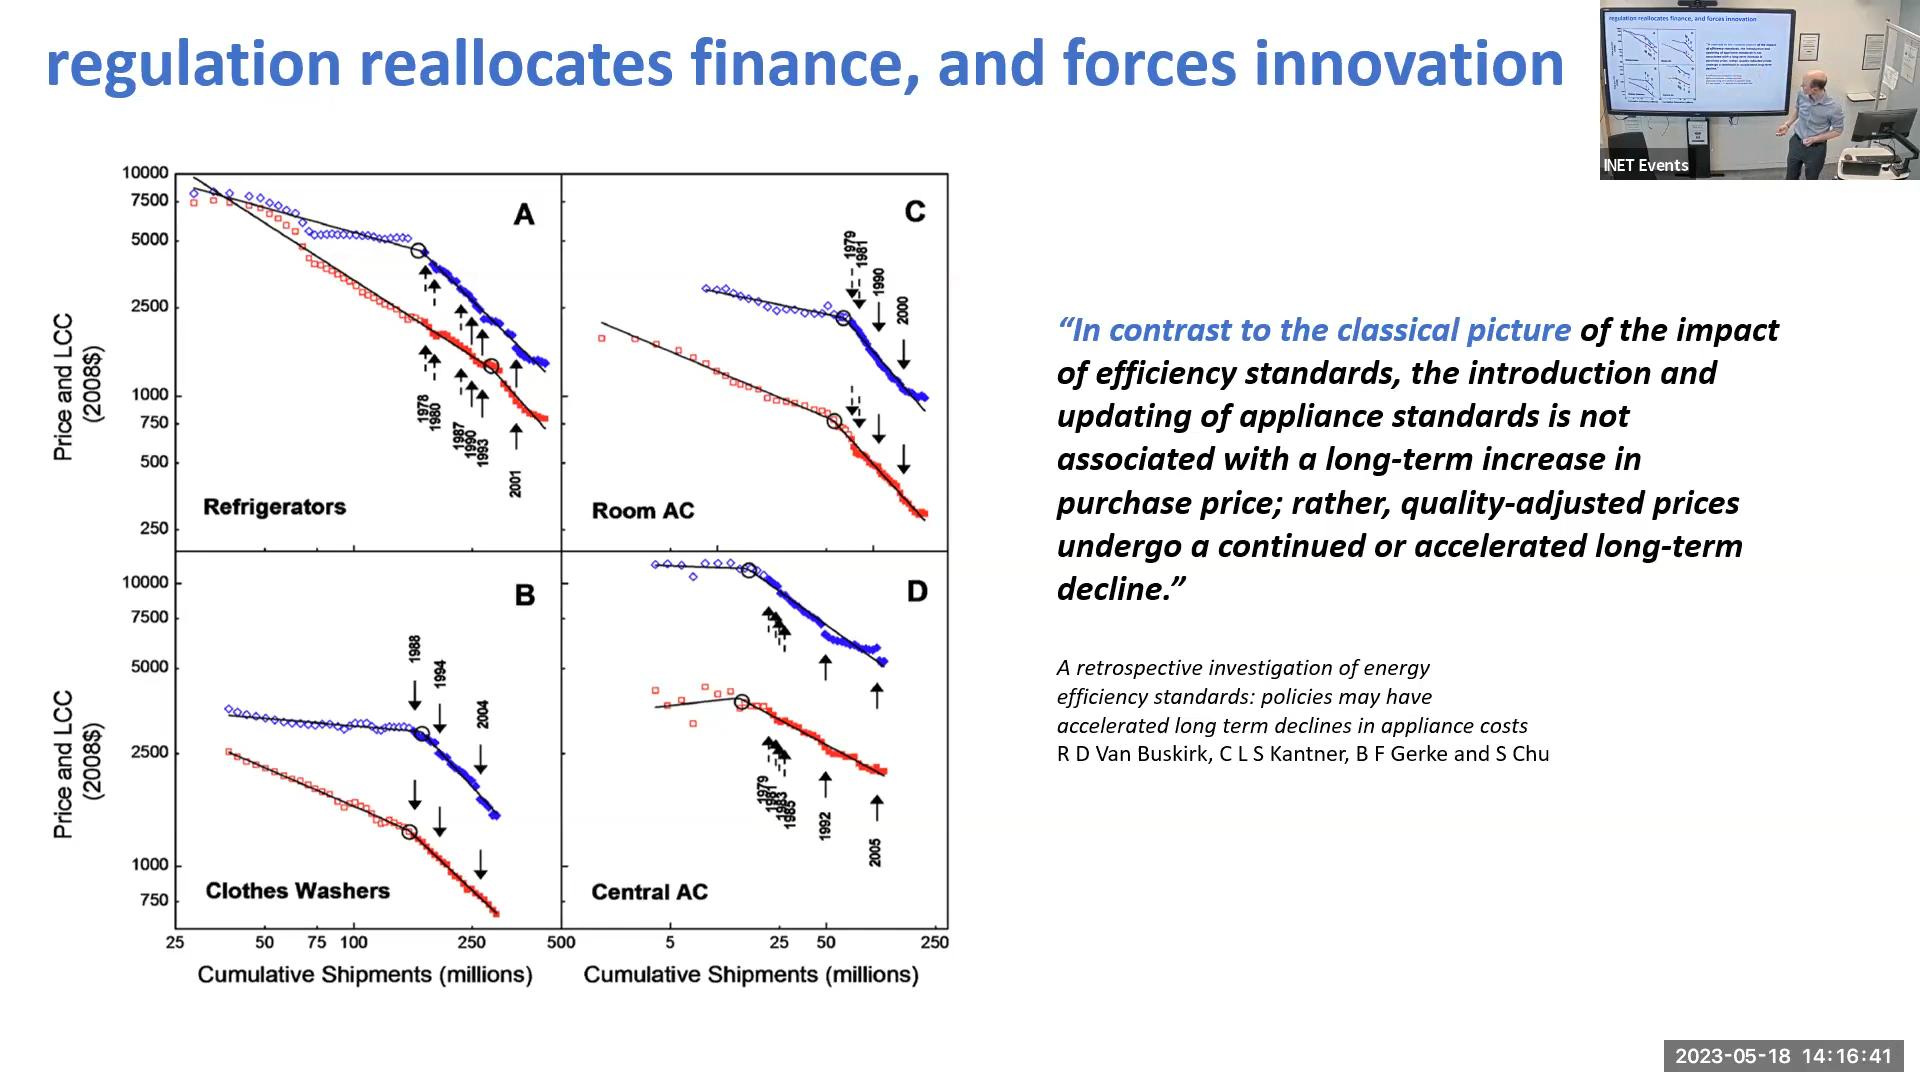 regulation reallocates finance, and forces innovation
INET Events
10000
7500
5000
2500
1000
750
500
250
Price and LCC
(2008$)
A
1978
1980
1987
1990
1993
2001
Refrigerators
C
1979
1981
1990
2000
Room AC
10000
7500
5000
2500
1000
750
Price and LCC
(2008$)
B
1988
1994
2004
Clothes Washers
D
1979
1981
1983
1985
1992
2005
Central AC
25 50 75 100 250 500
5 25 50 250
Cumulative Shipments (millions)
Cumulative Shipments (millions)
“In contrast to the classical picture of the impact
of efficiency standards, the introduction and
updating of appliance standards is not
associated with a long-term increase in
purchase price; rather, quality-adjusted prices
undergo a continued or accelerated long-term
decline.”
A retrospective investigation of energy
efficiency standards: policies may have
accelerated long term declines in appliance costs
R D Van Buskirk, C L S Kantner, B F Gerke and S Chu
2023-05-18 14:16:41